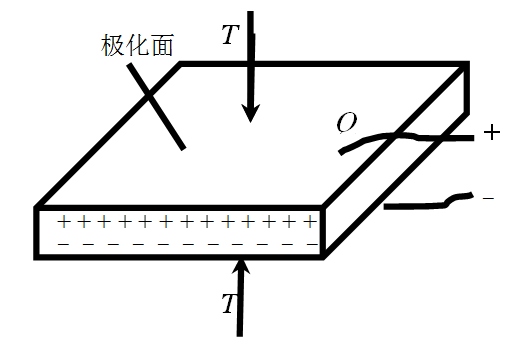 T
极化面
O
+
+ + + + + + + + + + + + +
−
− − − − − − − − − − −
T